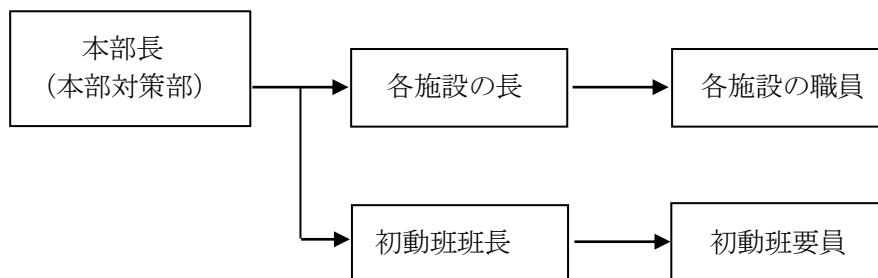 本部長
（本部対策部）
各施設の長
各施設の職員
初動班班長
初動班要員